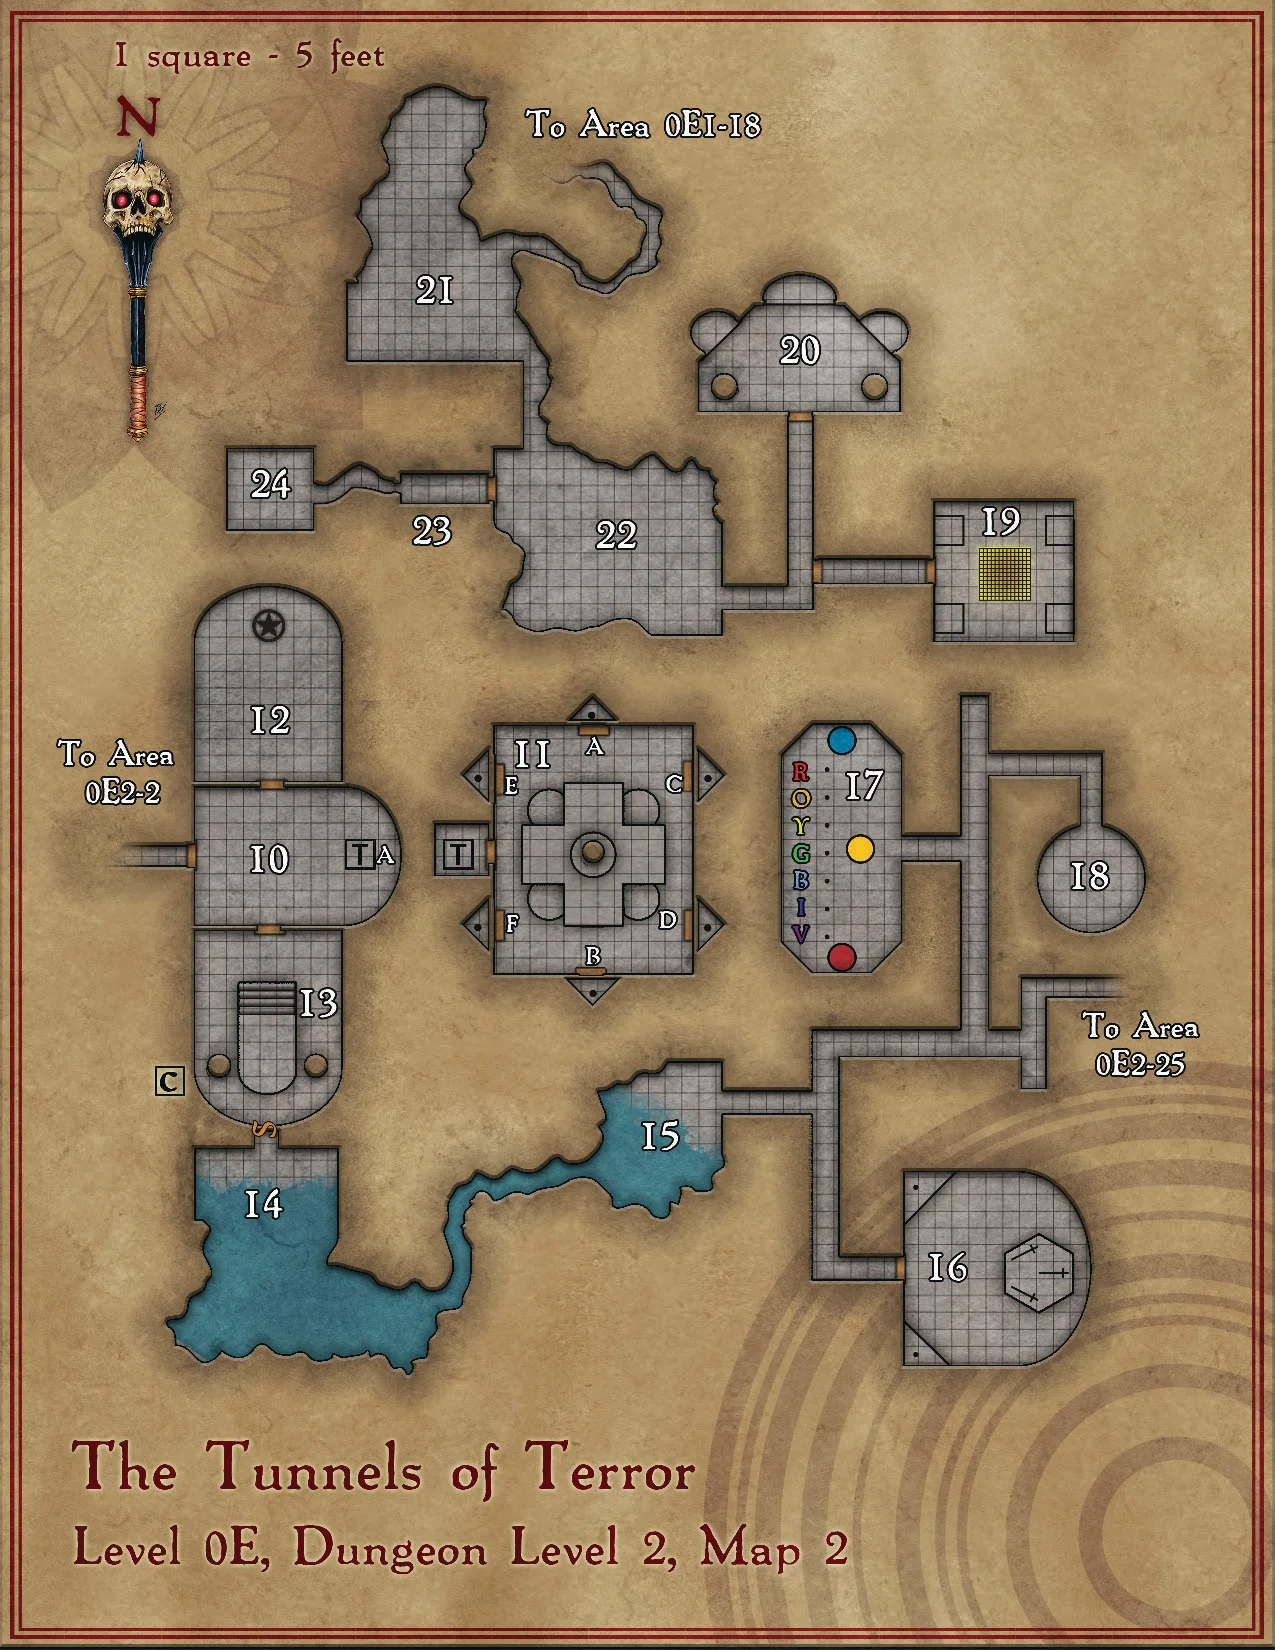 1 square - 5 feet
N
To Area 0E1-18
21
20
24
23
22
19
12
To Area
0E2-2
10
T A
11
A
E
C
T
F
D
B
17
R
O
Y
G
B
I
V
18
13
C
S
To Area
0E2-25
15
14
16
The Tunnels of Terror
Level 0E, Dungeon Level 2, Map 2